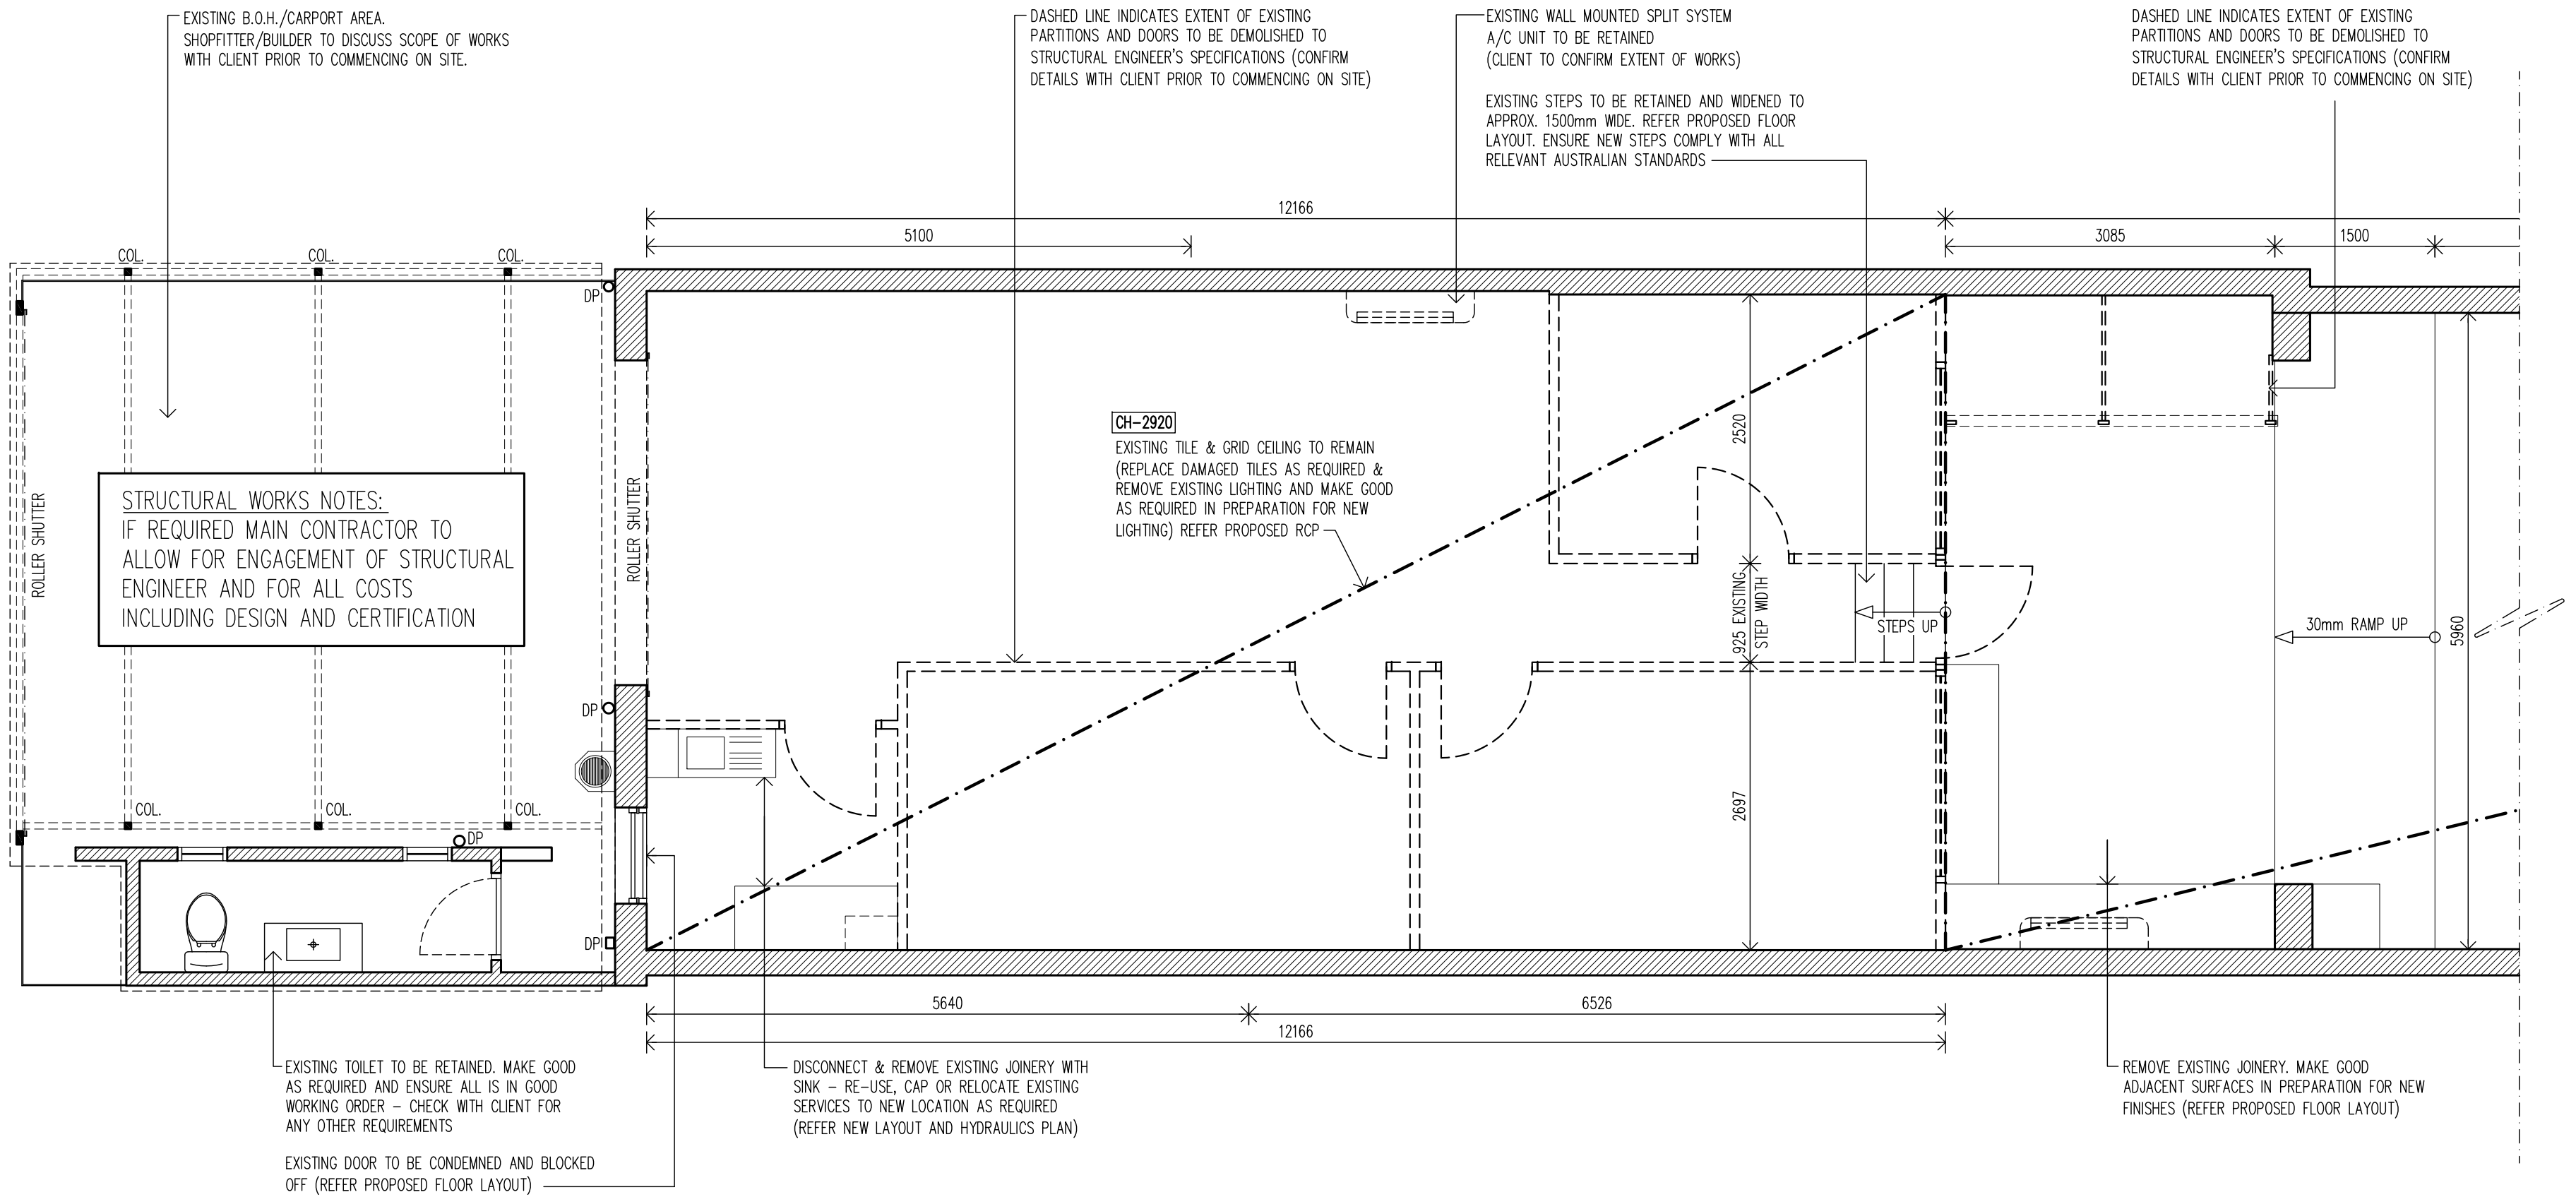 EXISTING B.O.H./CARPORT AREA.
SHOPFITTER/BUILDER TO DISCUSS SCOPE OF WORKS
WITH CLIENT PRIOR TO COMMENCING ON SITE.
DASHED LINE INDICATES EXTENT OF EXISTING
PARTITIONS AND DOORS TO BE DEMOLISHED TO
STRUCTURAL ENGINEER'S SPECIFICATIONS (CONFIRM
DETAILS WITH CLIENT PRIOR TO COMMENCING ON SITE)
EXISTING WALL MOUNTED SPLIT SYSTEM
A/C UNIT TO BE RETAINED
(CLIENT TO CONFIRM EXTENT OF WORKS)
EXISTING STEPS TO BE RETAINED AND WIDENED TO
APPROX. 1500mm WIDE. REFER PROPOSED FLOOR
LAYOUT. ENSURE NEW STEPS COMPLY WITH ALL
RELEVANT AUSTRALIAN STANDARDS
DASHED LINE INDICATES EXTENT OF EXISTING
PARTITIONS AND DOORS TO BE DEMOLISHED TO
STRUCTURAL ENGINEER'S SPECIFICATIONS (CONFIRM
DETAILS WITH CLIENT PRIOR TO COMMENCING ON SITE)
12166
5100
3085
1500
COL.
COL.
COL.
DP
ROLLER SHUTTER
STRUCTURAL WORKS NOTES:
IF REQUIRED MAIN CONTRACTOR TO
ALLOW FOR ENGAGEMENT OF STRUCTURAL
ENGINEER AND FOR ALL COSTS
INCLUDING DESIGN AND CERTIFICATION
ROLLER SHUTTER
CH-2920
EXISTING TILE & GRID CEILING TO REMAIN
(REPLACE DAMAGED TILES AS REQUIRED &
REMOVE EXISTING LIGHTING AND MAKE GOOD
AS REQUIRED IN PREPARATION FOR NEW
LIGHTING) REFER PROPOSED RCP
2520
925 EXISTING
STEP WIDTH
STEPS UP
30mm RAMP UP
5960
DP
2697
COL.
COL.
COL.
DP
DP
5640
6526
12166
EXISTING TOILET TO BE RETAINED. MAKE GOOD
AS REQUIRED AND ENSURE ALL IS IN GOOD
WORKING ORDER - CHECK WITH CLIENT FOR
ANY OTHER REQUIREMENTS
EXISTING DOOR TO BE CONDEMNED AND BLOCKED
OFF (REFER PROPOSED FLOOR LAYOUT)
DISCONNECT & REMOVE EXISTING JOINERY WITH
SINK - RE-USE, CAP OR RELOCATE EXISTING
SERVICES TO NEW LOCATION AS REQUIRED
(REFER NEW LAYOUT AND HYDRAULICS PLAN)
REMOVE EXISTING JOINERY. MAKE GOOD
ADJACENT SURFACES IN PREPARATION FOR NEW
FINISHES (REFER PROPOSED FLOOR LAYOUT)